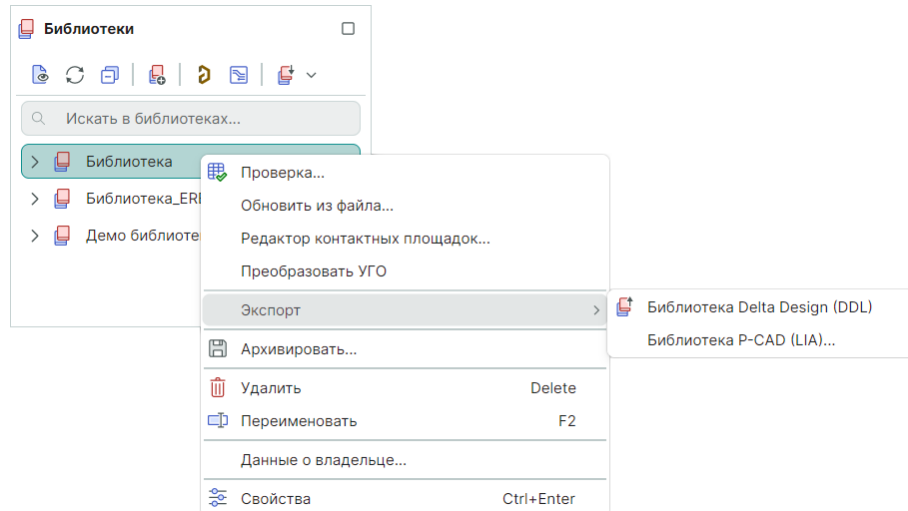 Библиотеки
Искать в библиотеках...
Библиотека
Библиотека_ERE
Демо библиоте
Проверка...
Обновить из файла...
Редактор контактных площадок...
Преобразовать УГО
Экспорт
Библиотека Delta Design (DDL)
Библиотека P-CAD (LIA)...
Архивировать...
Удалить Delete
Переименовать F2
Данные о владельце...
Свойства Ctrl+Enter